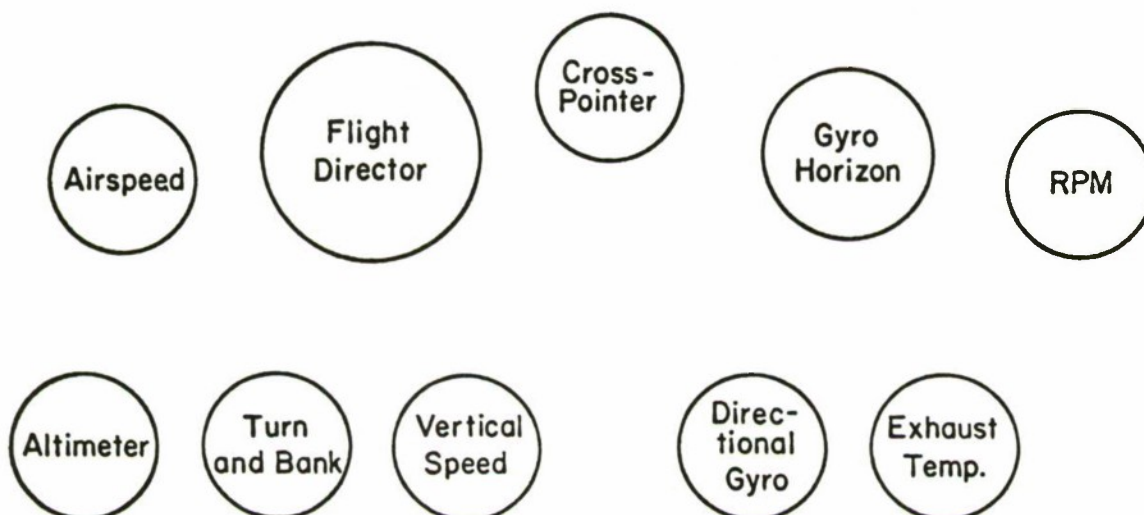 Airspeed
Flight
Director
Cross-
Pointer
Gyro
Horizon
RPM
Altimeter
Turn
and Bank
Vertical
Speed
Direc-
tional
Gyro
Exhaust
Temp.